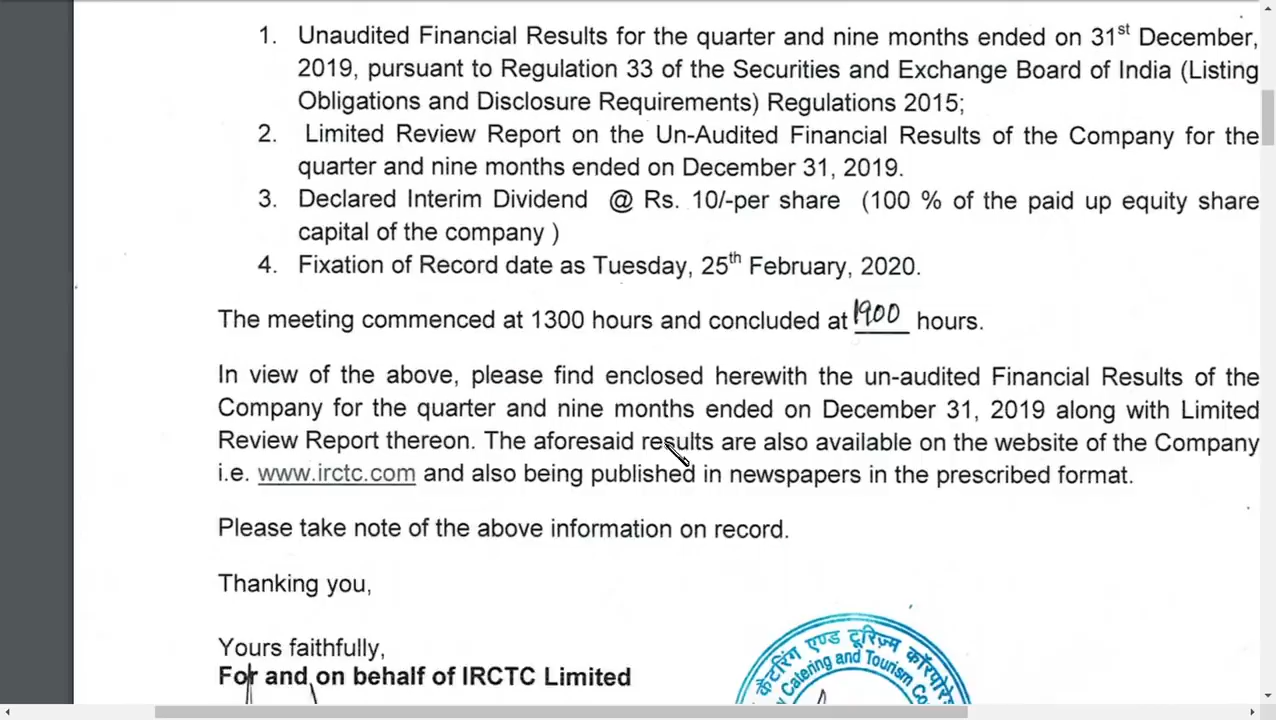 1. Unaudited Financial Results for the quarter and nine months ended on 31st December,
2019, pursuant to Regulation 33 of the Securities and Exchange Board of India (Listing
Obligations and Disclosure Requirements) Regulations 2015;
2. Limited Review Report on the Un-Audited Financial Results of the Company for the
quarter and nine months ended on December 31, 2019.
3. Declared Interim Dividend @ Rs. 10/-per share (100 % of the paid up equity share
capital of the company )
4. Fixation of Record date as Tuesday, 25th February, 2020.
The meeting commenced at 1300 hours and concluded at 1900 hours.
In view of the above, please find enclosed herewith the un-audited Financial Results of the
Company for the quarter and nine months ended on December 31, 2019 along with Limited
Review Report thereon. The aforesaid results are also available on the website of the Company
i.e. www.irctc.com and also being published in newspapers in the prescribed format.
Please take note of the above information on record.
Thanking you,
Yours faithfully,
For and on behalf of IRCTC Limited
कैटरिंग एण्ड टूरिज़्म
Catering and Tourism